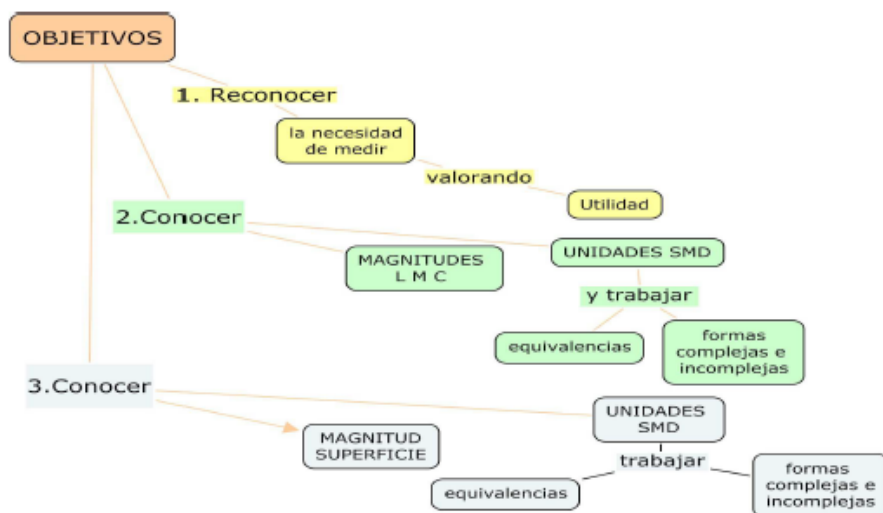 OBJETIVOS
1. Reconocer
la necesidad
de medir
valorando
Utilidad
2.Conocer
MAGNITUDES
L M C
UNIDADES SMD
y trabajar
equivalencias
formas
complejas e
incomplejas
3.Conocer
MAGNITUD
SUPERFICIE
UNIDADES
SMD
trabajar
equivalencias
formas
complejas e
incomplejas